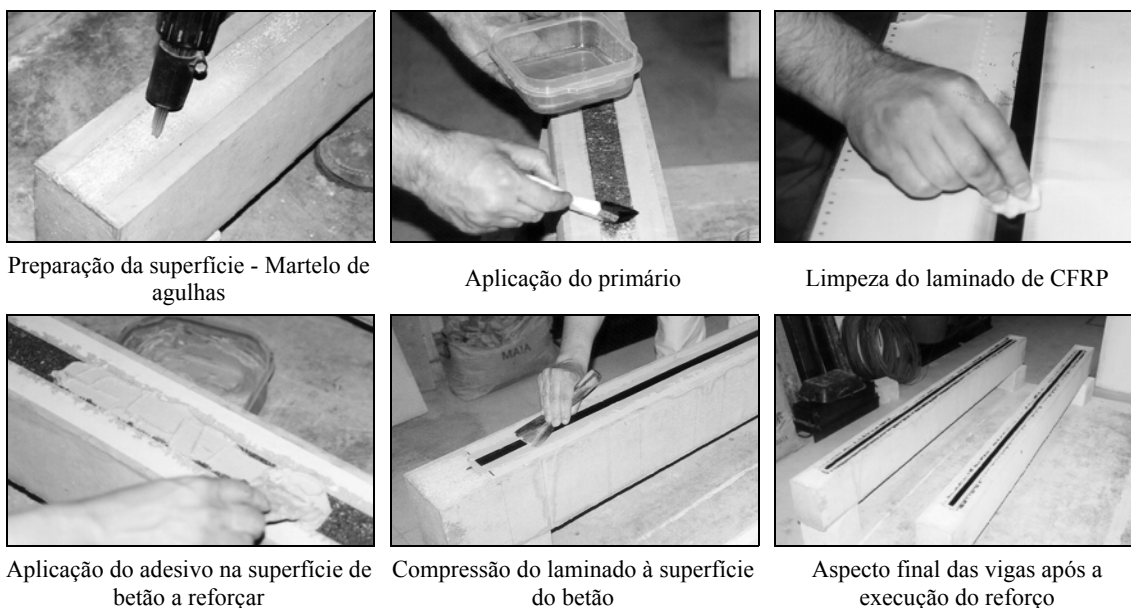 Preparação da superfície - Martelo de
agulhas
Aplicação do primário
Limpeza do laminado de CFRP
MAIA
Aplicação do adesivo na superfície de
betão a reforçar
Compressão do laminado à superfície
do betão
Aspecto final das vigas após a
execução do reforço